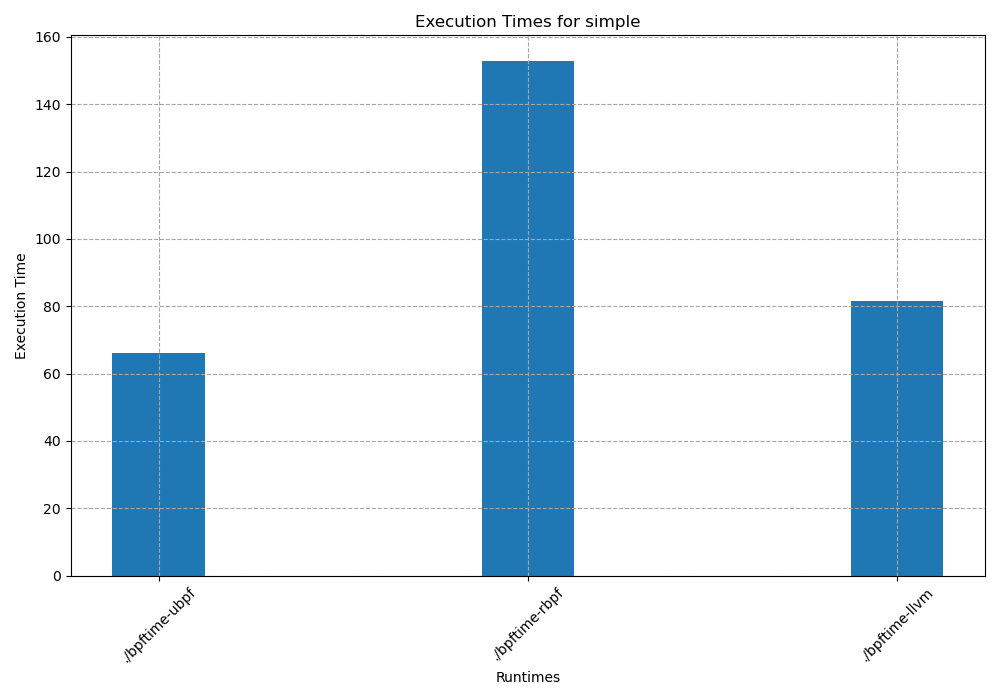 Execution Times for simple
160
140
120
100
80
60
40
20
0
Execution Time
./bpftime-ubpf
./bpftime-rbpf
./bpftime-llvm
Runtimes